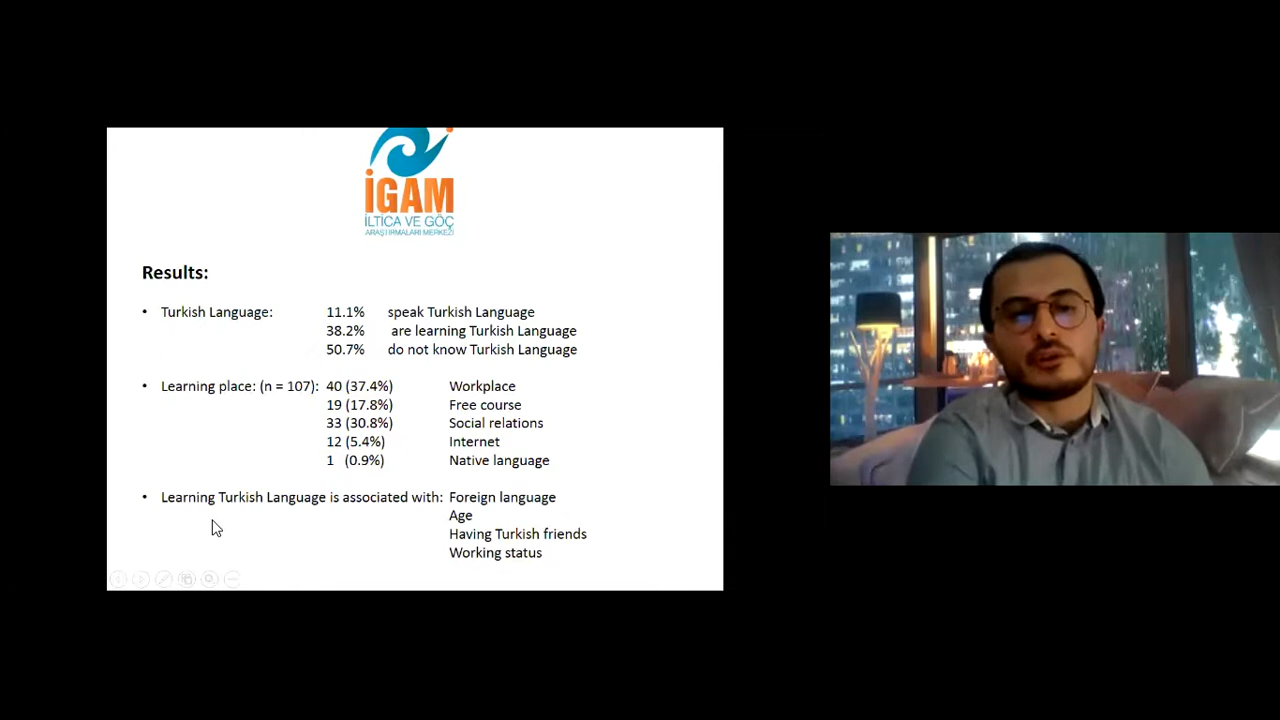 İGAM
İLTİCA VE GÖÇ
ARAŞTIRMALARI MERKEZİ
Results:
• Turkish Language: 11.1% speak Turkish Language
38.2% are learning Turkish Language
50.7% do not know Turkish Language
• Learning place: (n = 107): 40 (37.4%) Workplace
19 (17.8%) Free course
33 (30.8%) Social relations
12 (5.4%) Internet
1 (0.9%) Native language
• Learning Turkish Language is associated with: Foreign language
Age
Having Turkish friends
Working status